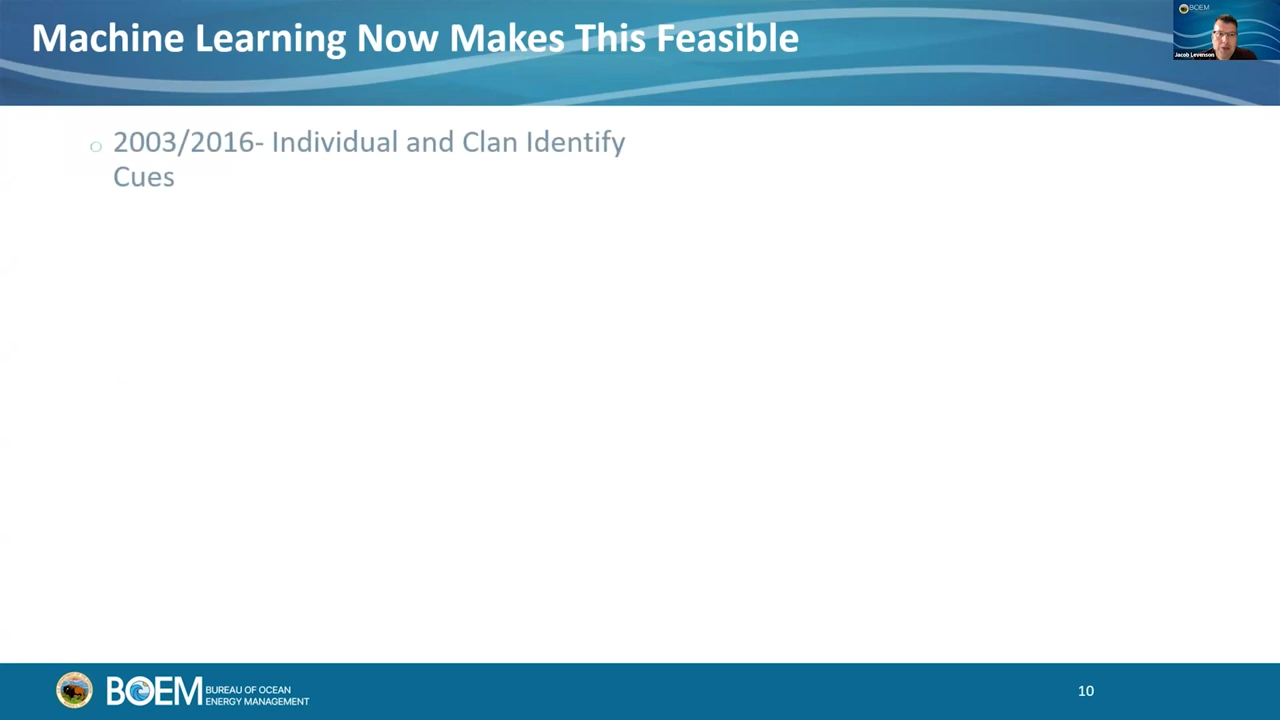 Machine Learning Now Makes This Feasible
BOEM
Jacob Levenson
2003/2016- Individual and Clan Identify
Cues
BOEM BUREAU OF OCEAN
ENERGY MANAGEMENT
10